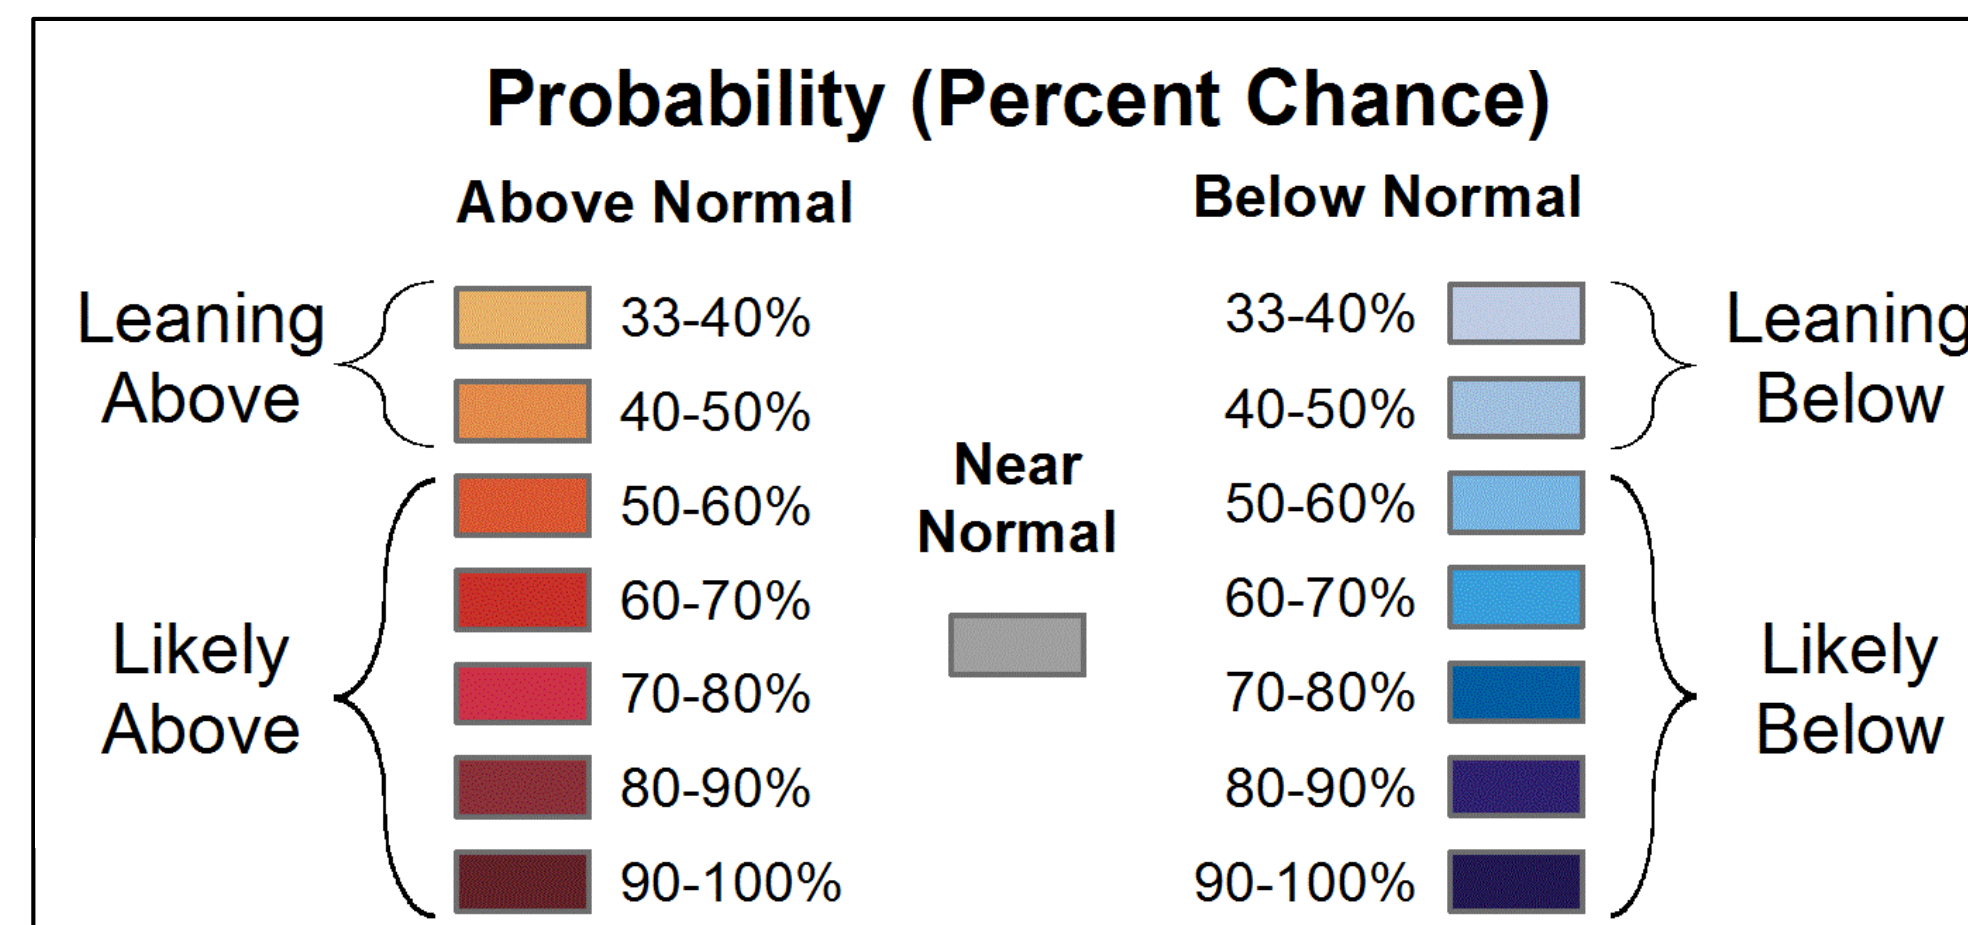 Probability (Percent Chance)
Above Normal
Below Normal
Leaning
Above
33-40%
40-50%
Likely
Above
50-60%
60-70%
70-80%
80-90%
90-100%
Near
Normal
33-40%
40-50%
Leaning
Below
50-60%
60-70%
70-80%
80-90%
90-100%
Likely
Below